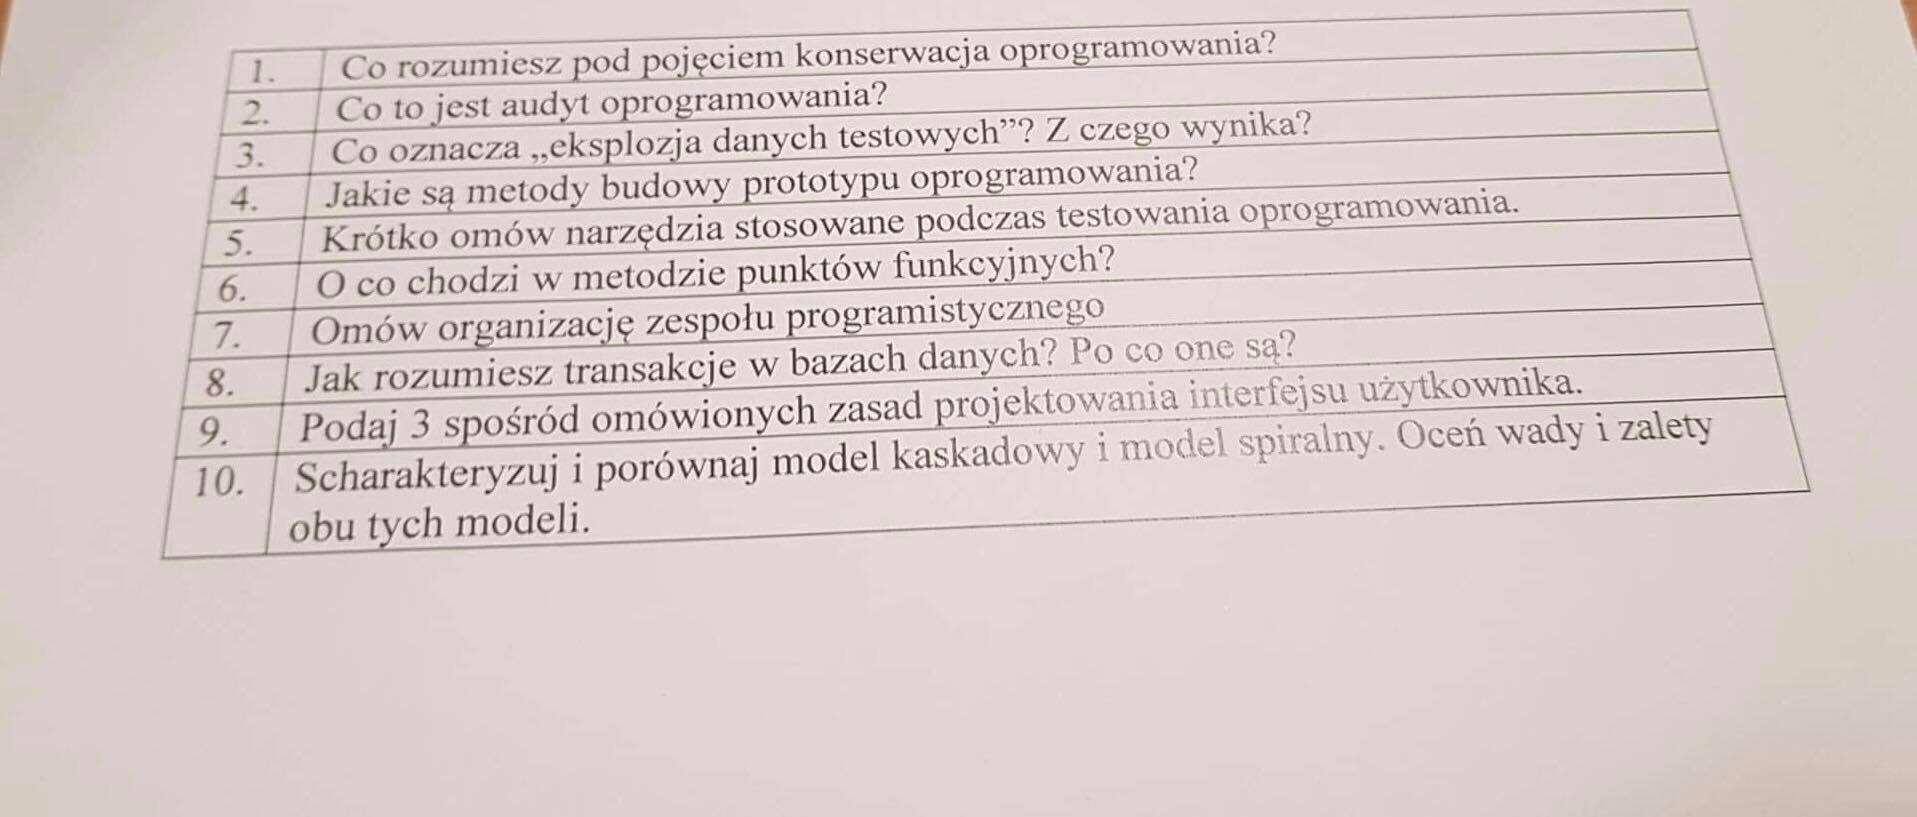 1. Co rozumiesz pod pojęciem konserwacja oprogramowania?
2. Co to jest audyt oprogramowania?
3. Co oznacza „eksplozja danych testowych”? Z czego wynika?
4. Jakie są metody budowy prototypu oprogramowania?
5. Krótko omów narzędzia stosowane podczas testowania oprogramowania.
6. O co chodzi w metodzie punktów funkcyjnych?
7. Omów organizację zespołu programistycznego
8. Jak rozumiesz transakcje w bazach danych? Po co one są?
9. Podaj 3 spośród omówionych zasad projektowania interfejsu użytkownika.
10. Scharakteryzuj i porównaj model kaskadowy i model spiralny. Oceń wady i zalety
obu tych modeli.